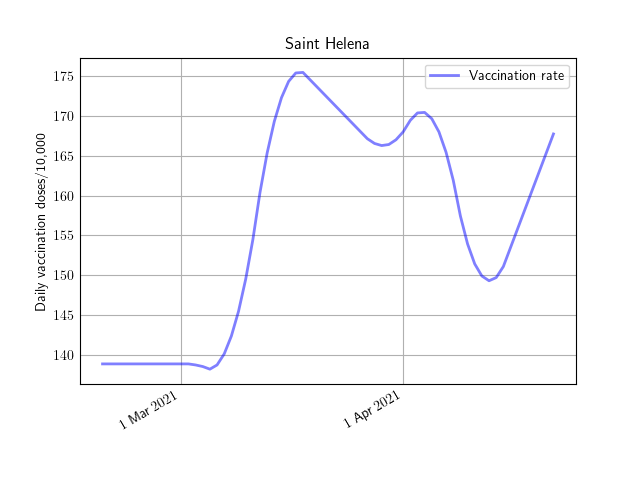 Saint Helena
Vaccination rate
Daily vaccination doses/10,000
175
170
165
160
155
150
145
140
1 Mar 2021
1 Apr 2021